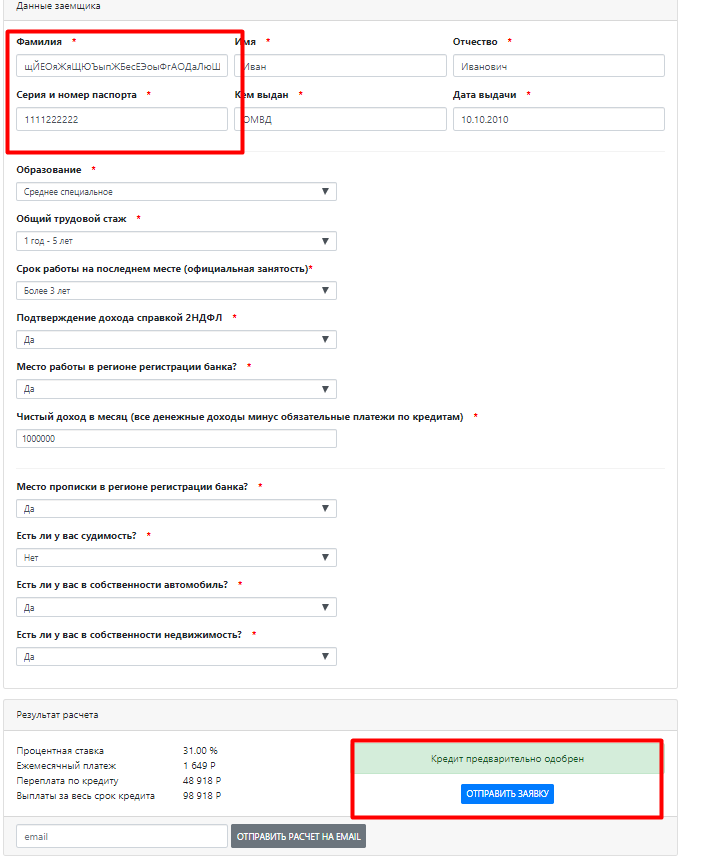 Данные заемщика
Фамилия * Имя * Отчество *
щЙЕОяЖяЩЮЪыпЖБесЕЭоыФгАОДаЛюШ Иван Иванович
Серия и номер паспорта * Кем выдан * Дата выдачи *
1111222222 ОМВД 10.10.2010
Образование *
Среднее специальное
Общий трудовой стаж *
1 год - 5 лет
Срок работы на последнем месте (официальная занятость)*
Более 3 лет
Подтверждение дохода справкой 2НДФЛ *
Да
Место работы в регионе регистрации банка? *
Да
Чистый доход в месяц (все денежные доходы минус обязательные платежи по кредитам) *
1000000
Место прописки в регионе регистрации банка? *
Да
Есть ли у вас судимость? *
Нет
Есть ли у вас в собственности автомобиль? *
Да
Есть ли у вас в собственности недвижимость? *
Да
Результат расчета
Процентная ставка 31.00 %
Ежемесячный платеж 1 649 Р
Переплата по кредиту 48 918 Р
Выплаты за весь срок кредита 98 918 Р
Кредит предварительно одобрен
ОТПРАВИТЬ ЗАЯВКУ
email ОТПРАВИТЬ РАСЧЕТ НА EMAIL